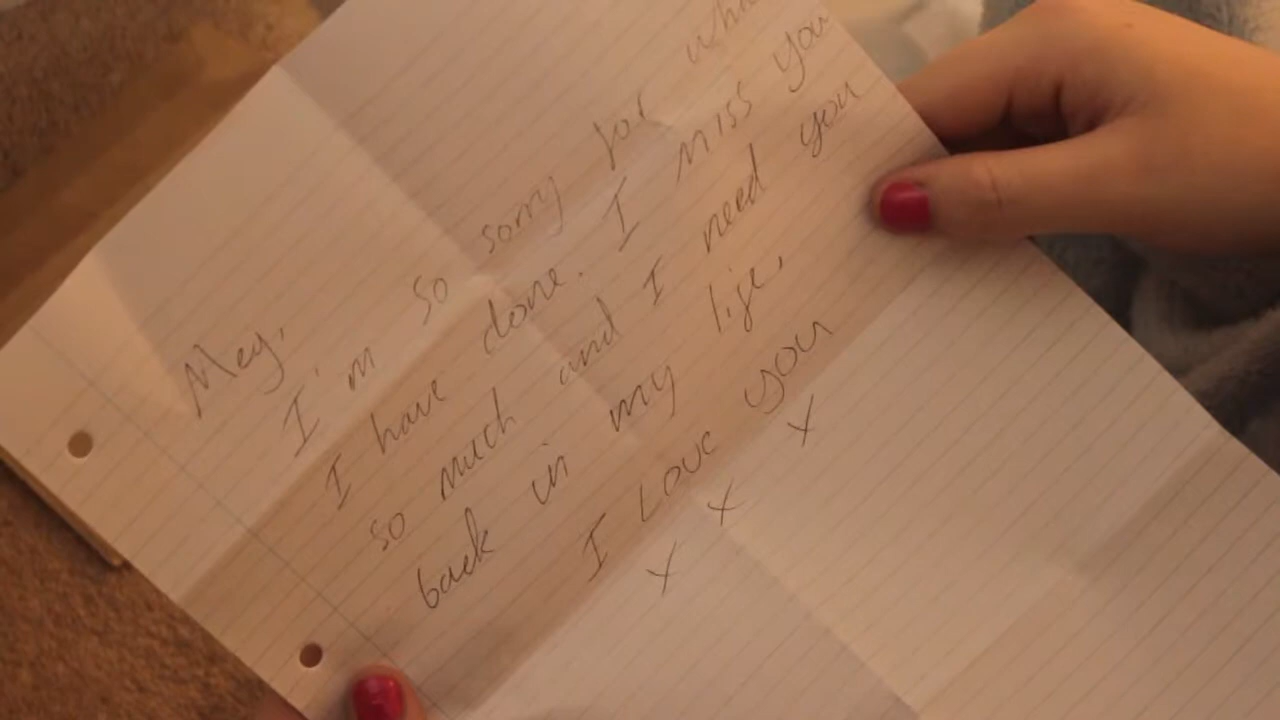 Meg,
I'm so sorry for wha
I have done. I miss you
so much and I need you
back in my life,
I Love you
x x x